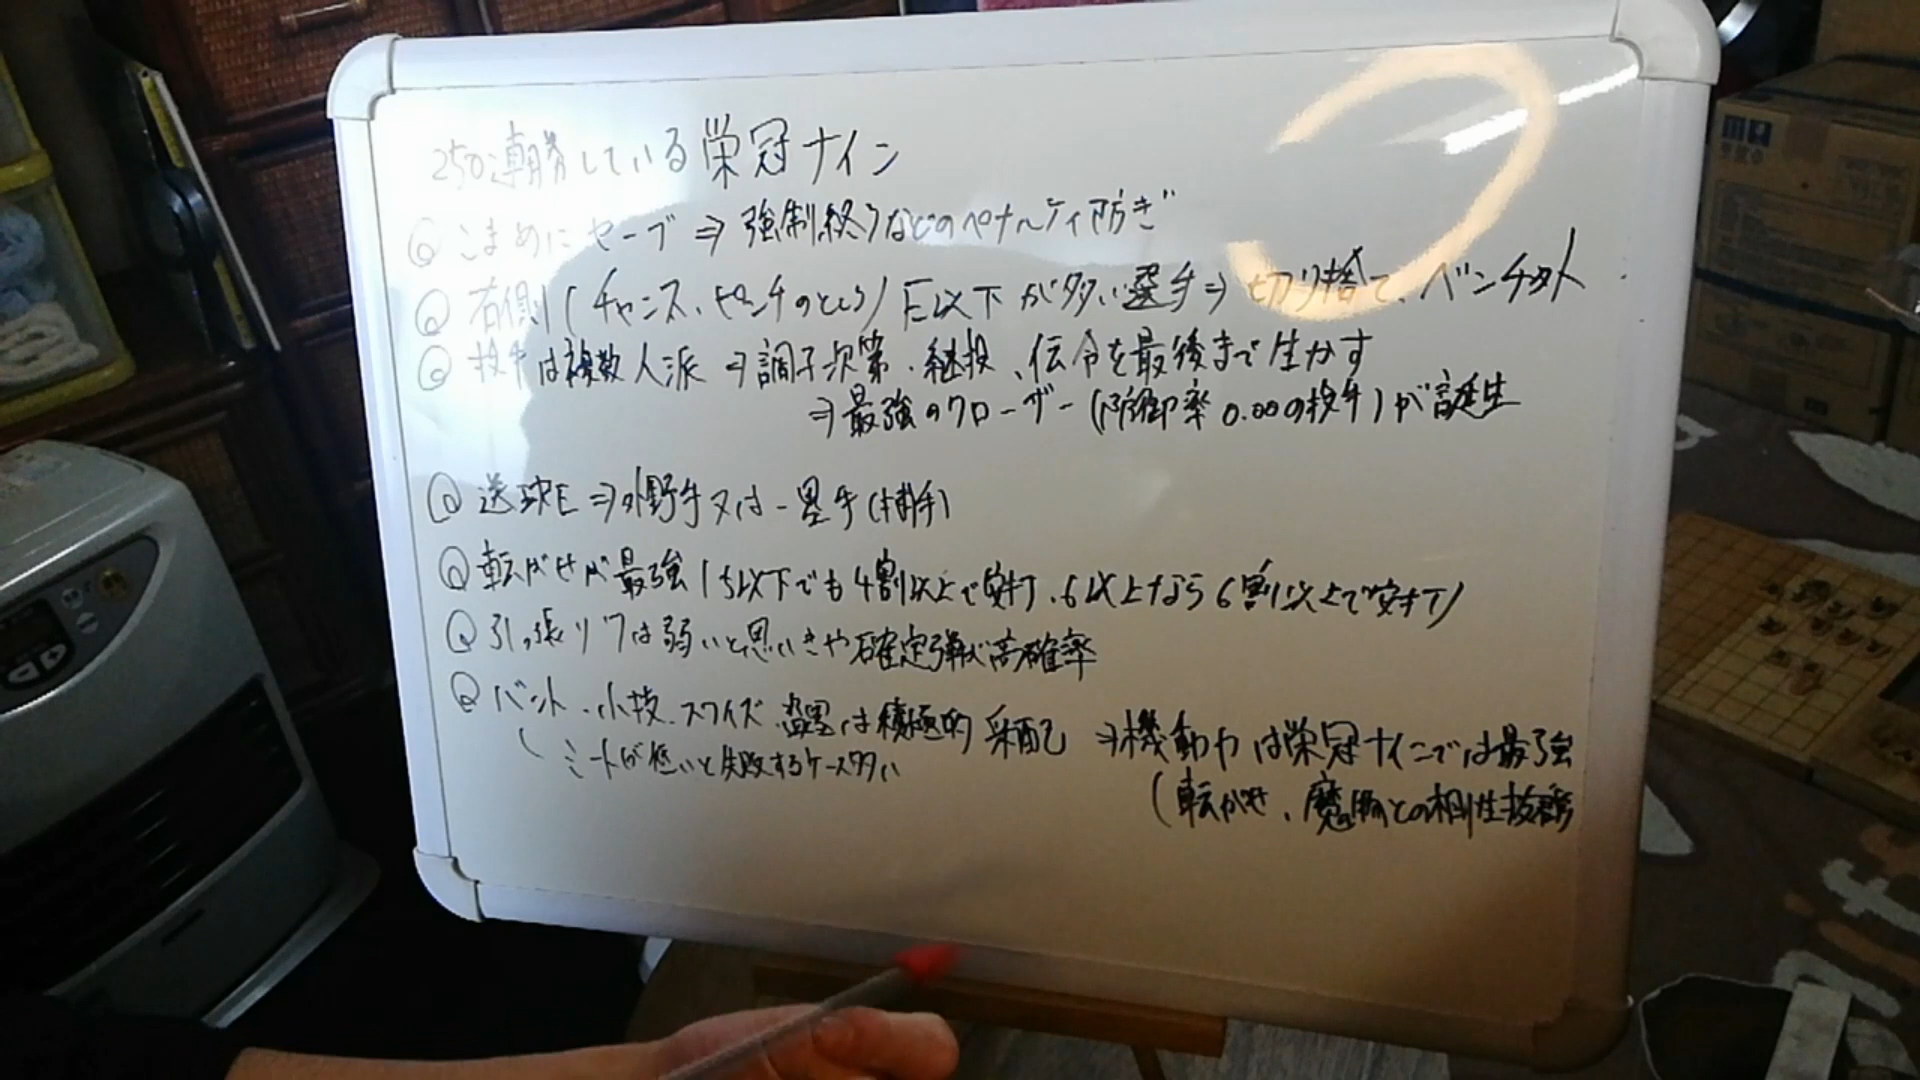 250連勝している栄冠ナイン
◎こまめにセーブ⇒強制終了などのペナルティ防ぎ
◎右側(チャンス、ピンチのところ)E以下が多い選手⇒切り捨て、ベンチ外
◎投手は複数人派⇒調子次第、継投、伝令を最後まで生かす
⇒最強のクローザー(防御率0.00の投手)が誕生
◎送球E⇒外野手又は一塁手(捕手)
◎転がせが最強(5以下でも4割以上で安打、6以上なら6割以上で安打)
◎引っ張りは弱いと思いきや確定弾が高確率
◎バント、小技、スクイズ、盗塁は積極的采配⇒機動力は栄冠ナインでは最強
(ミートが低いと失敗するケース多い
(転がせ、魔物との相性抜群